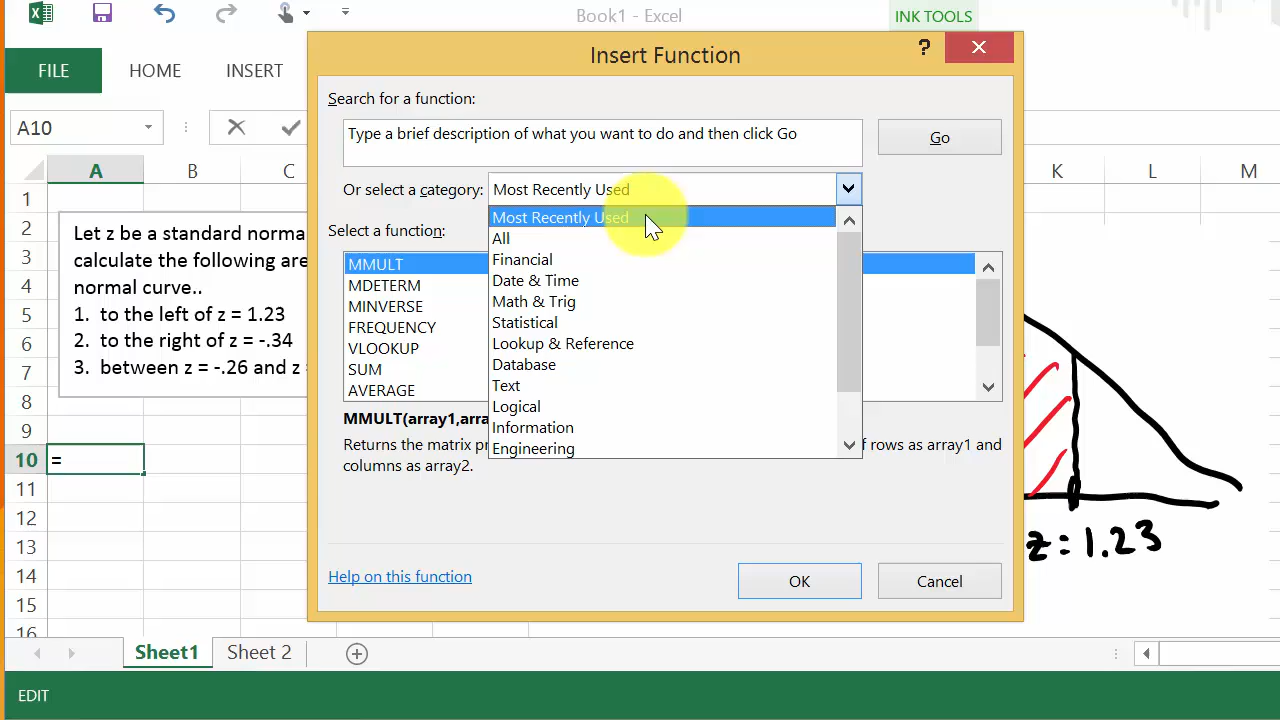 Book1 - Excel
INK TOOLS
FILE
HOME
INSERT
A10
A
B
C
K
L
M
1
2
3
4
5
6
7
8
9
10
11
12
13
14
15
16
Let z be a standard norma
calculate the following are
normal curve..
1. to the left of z = 1.23
2. to the right of z = -.34
3. between z = -.26 and z =
=
Insert Function
?
Search for a function:
Type a brief description of what you want to do and then click Go
Go
Or select a category:
Most Recently Used
Most Recently Used
All
Financial
Date & Time
Math & Trig
Statistical
Lookup & Reference
Database
Text
Logical
Information
Engineering
Select a function:
MMULT
MDETERM
MINVERSE
FREQUENCY
VLOOKUP
SUM
AVERAGE
MMULT(array1,arra
Returns the matrix pr
f rows as array1 and
columns as array2.
Help on this function
OK
Cancel
z = 1.23
Sheet1
Sheet 2
EDIT